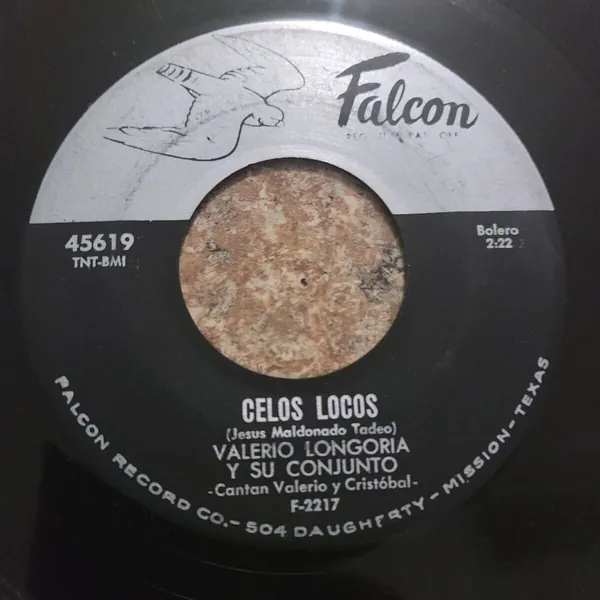 Falcon
45619
TNT-BMI
Bolero
2:22
CELOS LOCOS
(Jesus Maldonado Tadeo)
VALERIO LONGORIA
Y SU CONJUNTO
-Cantan Valerio y Cristóbal-
F-2217
FALCON RECORD CO.- 504 DAUGHERTY-MISSION-TEXAS